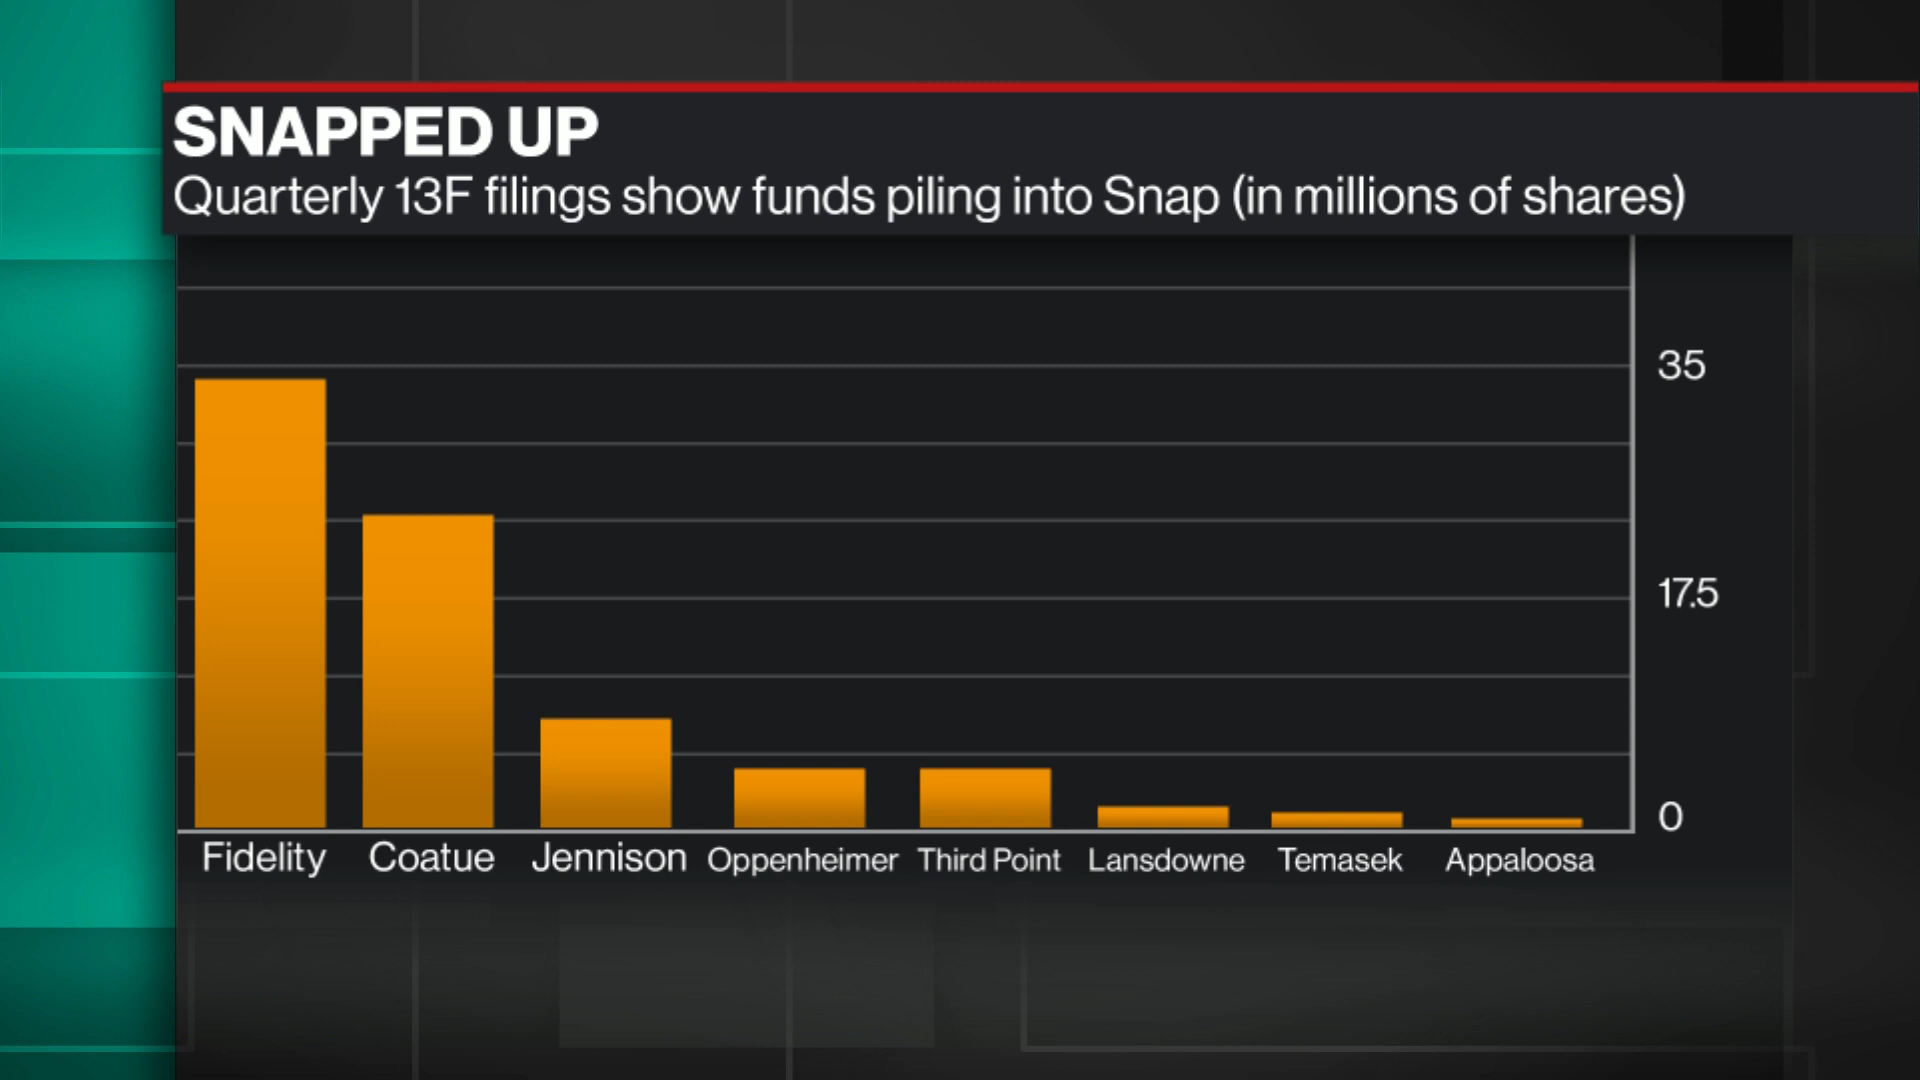 SNAPPED UP
Quarterly 13F filings show funds piling into Snap (in millions of shares)
35
17.5
0
Fidelity Coatue Jennison Oppenheimer Third Point Lansdowne Temasek Appaloosa